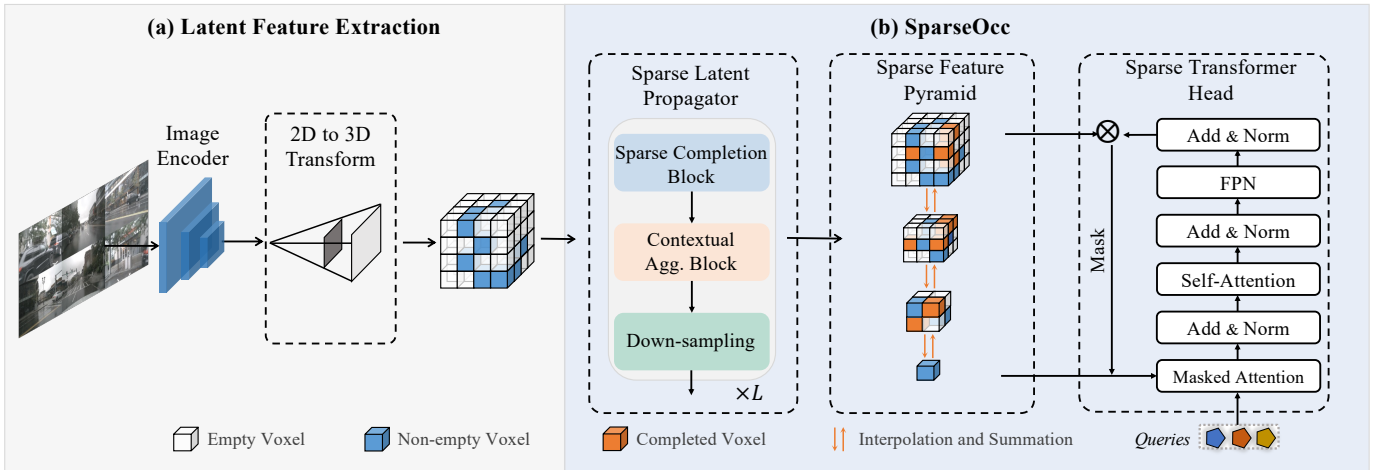 (a) Latent Feature Extraction
(b) SparseOcc
Image
Encoder
2D to 3D
Transform
Sparse Latent
Propagator
Sparse Completion
Block
Contextual
Agg. Block
Down-sampling
×L
Sparse Feature
Pyramid
Sparse Transformer
Head
Add & Norm
FPN
Add & Norm
Self-Attention
Add & Norm
Masked Attention
Mask
Queries
Empty Voxel
Non-empty Voxel
Completed Voxel
Interpolation and Summation